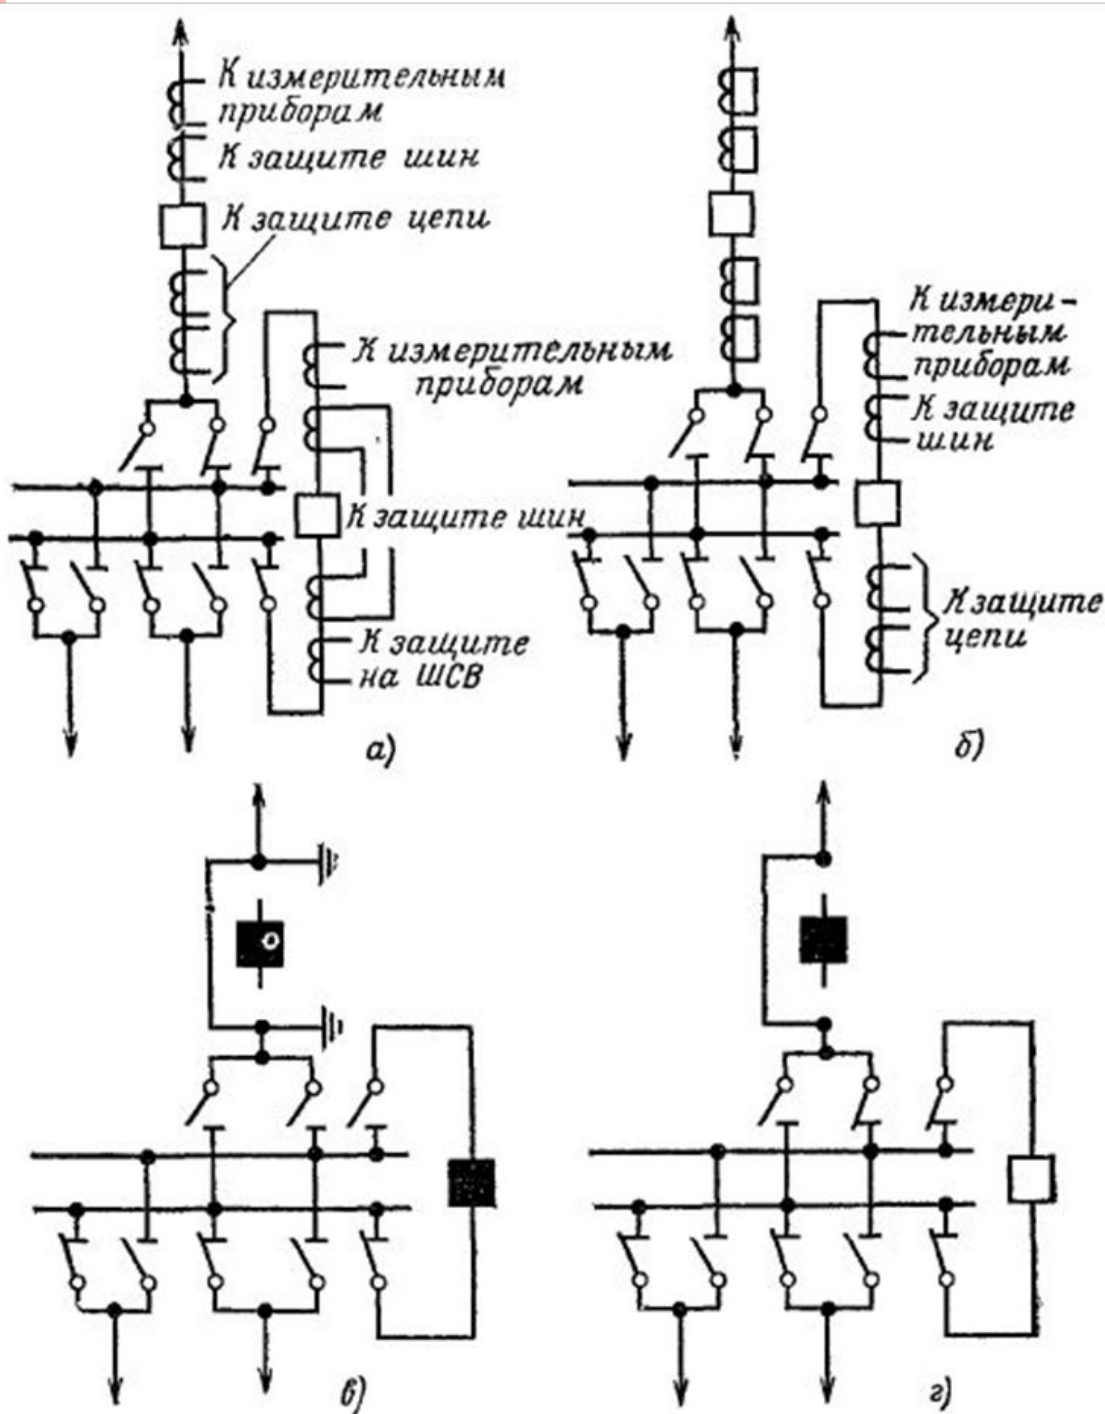 К измерительным
приборам
К защите шин
К защите цепи
К измерительным
приборам
К защите шин
К защите
на ШСВ
а)
К измери-
тельным
приборам
К защите
шин
К защите
цепи
б)
в)
г)